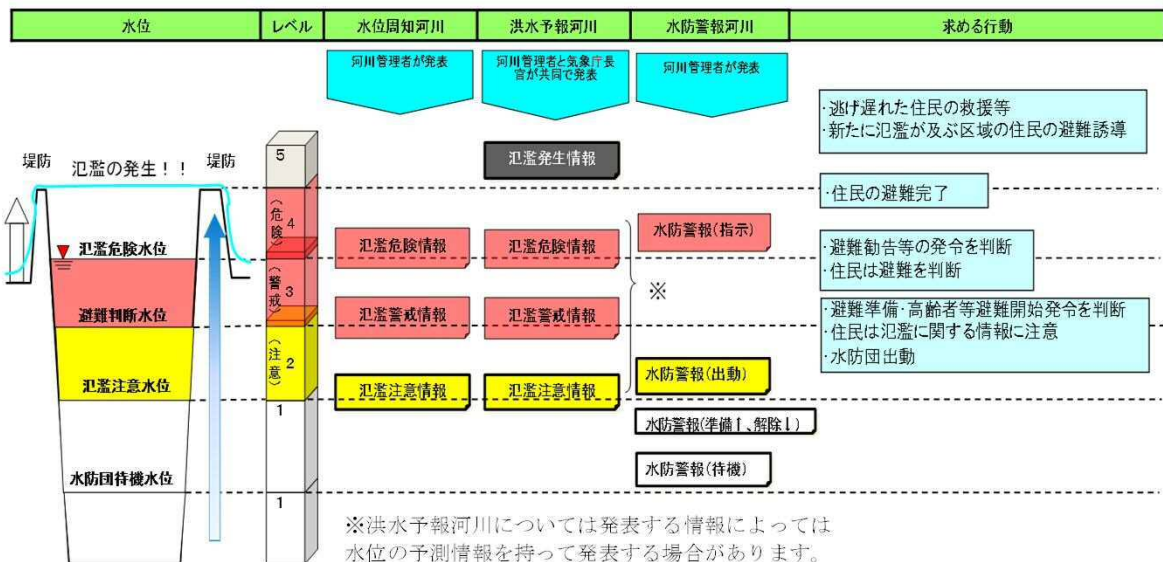 水位
レベル
水位周知河川
洪水予報河川
水防警報河川
求める行動
河川管理者が発表
河川管理者と気象庁長
官が共同で発表
河川管理者が発表
・逃げ遅れた住民の救援等
・新たに氾濫が及ぶ区域の住民の避難誘導
堤防
氾濫の発生！！
堤防
5
氾濫発生情報
・住民の避難完了
(危険)
4
氾濫危険水位
氾濫危険情報
氾濫危険情報
水防警報(指示)
・避難勧告等の発令を判断
・住民は避難を判断
(警戒)
3
※
避難判断水位
氾濫警戒情報
氾濫警戒情報
・避難準備・高齢者等避難開始発令を判断
・住民は氾濫に関する情報に注意
・水防団出動
(注意)
2
氾濫注意水位
氾濫注意情報
氾濫注意情報
水防警報(出動)
1
水防警報(準備↑、解除↓)
水防団待機水位
水防警報(待機)
1
※洪水予報河川については発表する情報によっては
水位の予測情報を持って発表する場合があります。